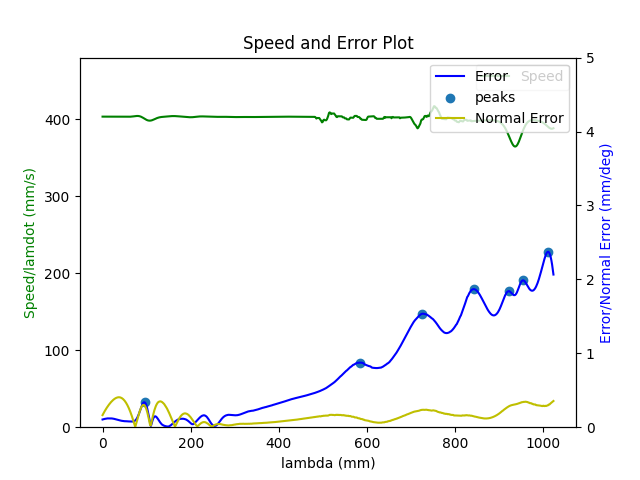 Speed and Error Plot
Speed/lamdot (mm/s)
400
300
200
100
0
0
200
400
600
800
1000
lambda (mm)
5
4
3
2
1
0
Error/Normal Error (mm/deg)
Speed
Error
peaks
Normal Error